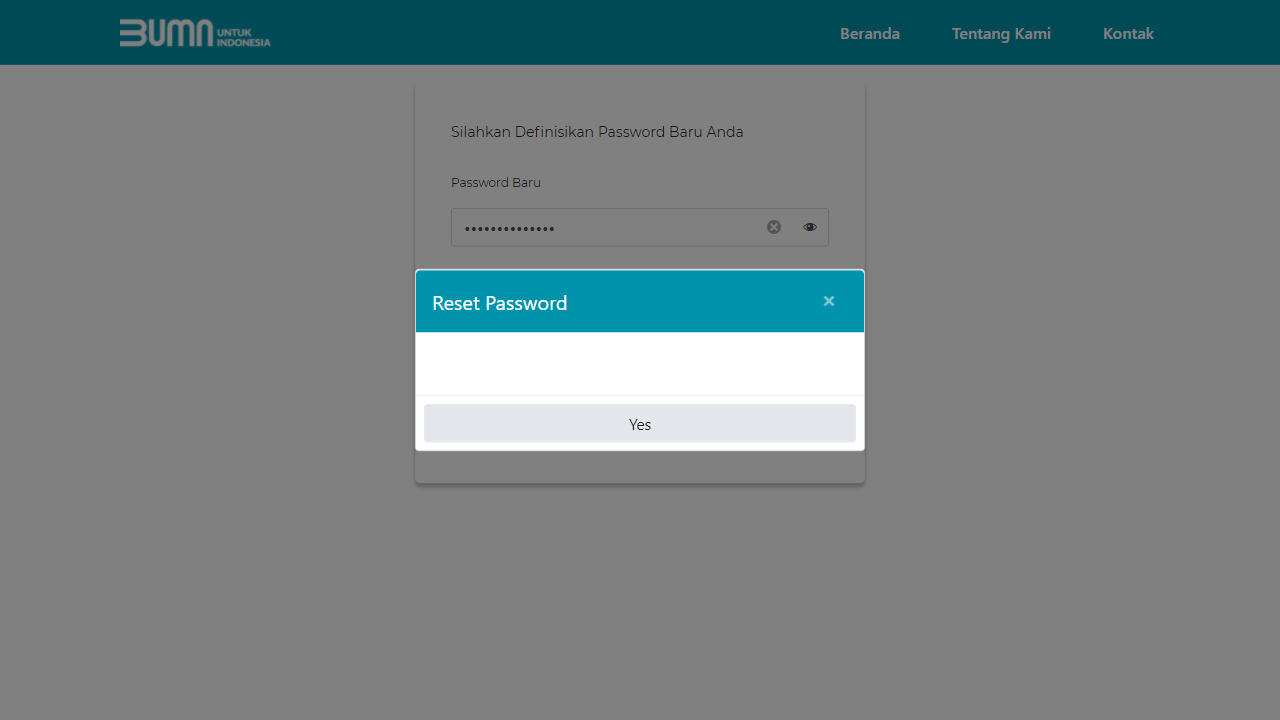 BUMN UNTUK INDONESIA
Beranda
Tentang Kami
Kontak
Silahkan Definisikan Password Baru Anda
Password Baru
••••••••••••••
Reset Password
×
Yes